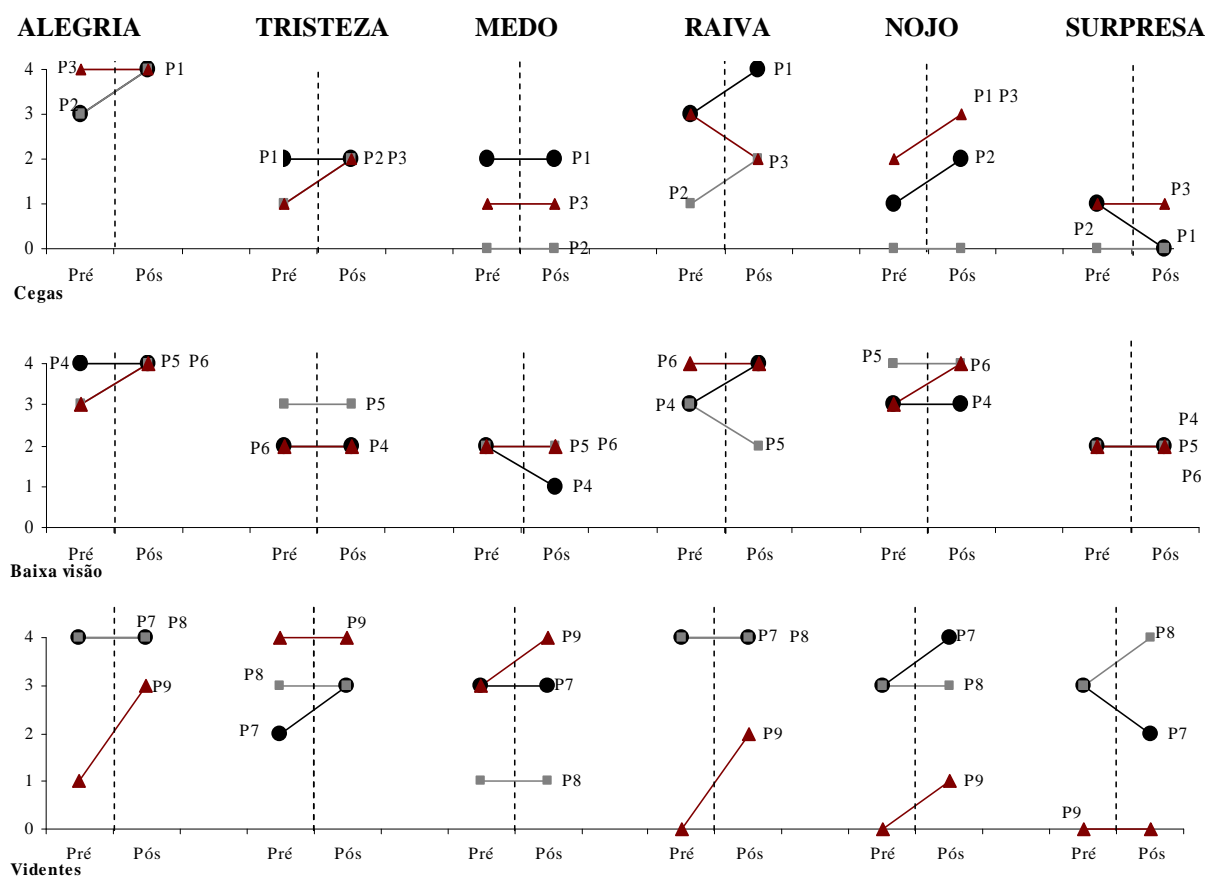 ALEGRIA TRISTEZA MEDO RAIVA NOJO SURPRESA
4 P3 P1 P1
P2 P1 P3
3
P1 P2 P3 P1 P3 P2
2
P2 P3 P3
1
P2 P2 P1
0
Pré Pós Pré Pós Pré Pós Pré Pós Pré Pós Pré Pós
Cegas
4 P4 P5 P6 P6 P5 P6
3 P5 P4 P4 P4
2 P6 P4 P5 P6 P5 P5
P6
1 P4
0
Pré Pós Pré Pós Pré Pós Pré Pós Pré Pós Pré Pós
Baixa visão
P7 P8 P9
4 P9 P7 P8 P7 P8
3 P9 P8 P7 P8
2 P7 P9 P7
1 P8 P9
P9
0
Pré Pós Pré Pós Pré Pós Pré Pós Pré Pós Pré Pós
Videntes